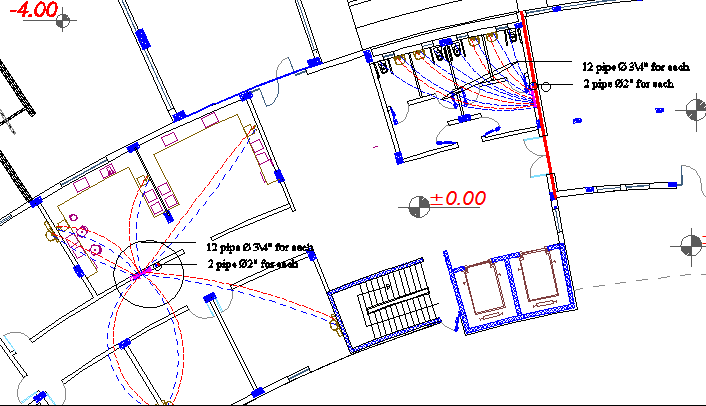 -4.00
12 pipe Ø 3\4" for each
2 pipe Ø2" for each
±0.00
12 pipe Ø 3\4" for each
2 pipe Ø2" for each